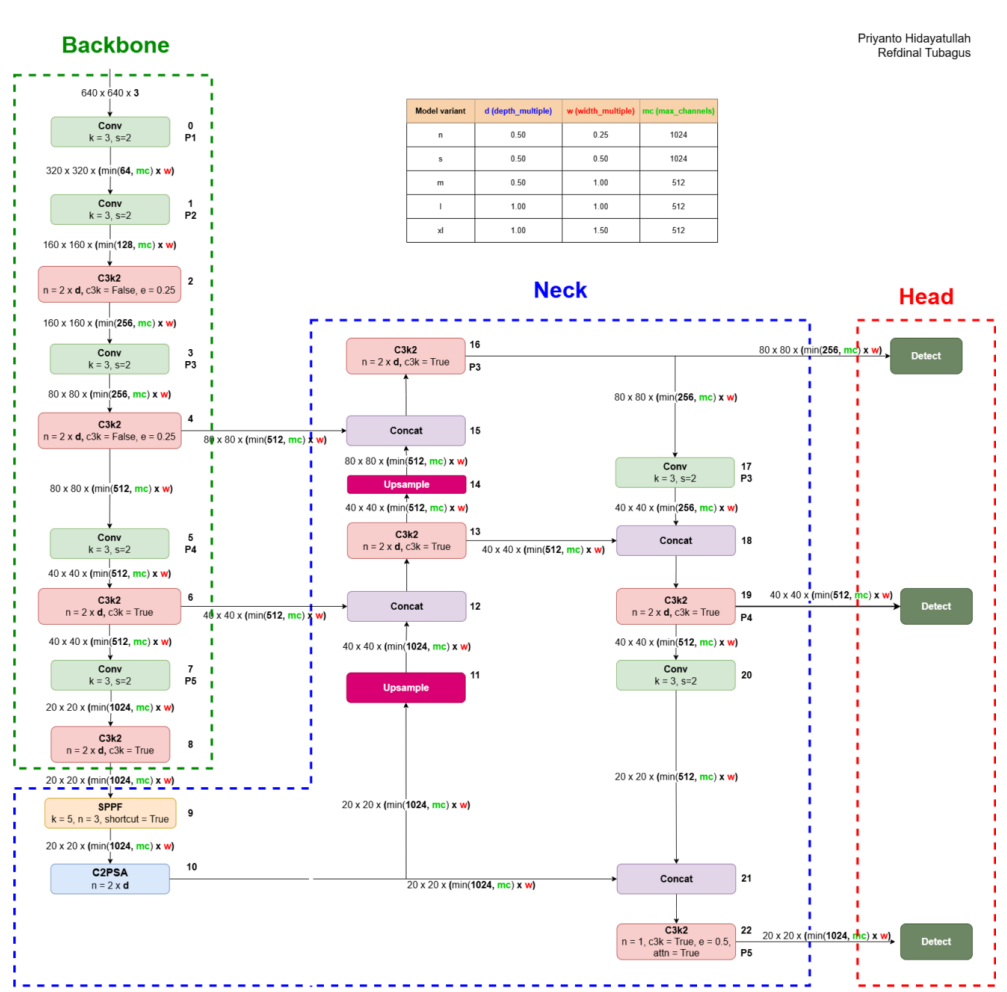 Backbone
Priyanto Hidayatullah
Refdinal Tubagus
640 x 640 x 3
Conv
k = 3, s=2
0
P1
320 x 320 x (min(64, mc) x w)
Conv
k = 3, s=2
1
P2
160 x 160 x (min(128, mc) x w)
C3k2
n = 2 x d, c3k = False, e = 0.25
2
160 x 160 x (min(256, mc) x w)
Conv
k = 3, s=2
3
P3
80 x 80 x (min(256, mc) x w)
C3k2
n = 2 x d, c3k = False, e = 0.25
4
80 x 80 x (min(512, mc) x w)
80 x 80 x (min(512, mc) x w)
Conv
k = 3, s=2
5
P4
40 x 40 x (min(512, mc) x w)
C3k2
n = 2 x d, c3k = True
6
40 x 40 x (min(512, mc) x w)
40 x 40 x (min(512, mc) x w)
Conv
k = 3, s=2
7
P5
20 x 20 x (min(1024, mc) x w)
C3k2
n = 2 x d, c3k = True
8
20 x 20 x (min(1024, mc) x w)
SPPF
k = 5, n = 3, shortcut = True
9
20 x 20 x (min(1024, mc) x w)
C2PSA
n = 2 x d
10
Model variant d (depth_multiple) w (width_multiple) mc (max_channels)
n 0.50 0.25 1024
s 0.50 0.50 1024
m 0.50 1.00 512
l 1.00 1.00 512
xl 1.00 1.50 512
Neck
C3k2
n = 2 x d, c3k = True
16
P3
Concat
15
80 x 80 x (min(512, mc) x w)
Upsample
14
40 x 40 x (min(512, mc) x w)
C3k2
n = 2 x d, c3k = True
13
40 x 40 x (min(512, mc) x w)
Concat
12
40 x 40 x (min(1024, mc) x w)
Upsample
11
20 x 20 x (min(1024, mc) x w)
20 x 20 x (min(1024, mc) x w)
80 x 80 x (min(256, mc) x w)
80 x 80 x (min(256, mc) x w)
Conv
k = 3, s=2
17
P3
40 x 40 x (min(256, mc) x w)
Concat
18
C3k2
n = 2 x d, c3k = True
19
P4
40 x 40 x (min(512, mc) x w)
40 x 40 x (min(512, mc) x w)
Conv
k = 3, s=2
20
20 x 20 x (min(512, mc) x w)
Concat
21
C3k2
n = 1, c3k = True, e = 0.5,
attn = True
22
P5
20 x 20 x (min(1024, mc) x w)
Head
Detect
Detect
Detect